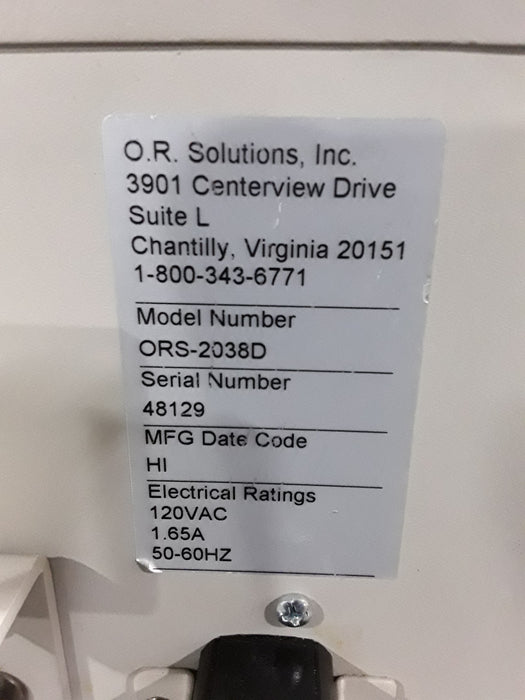 O.R. Solutions, Inc.
3901 Centerview Drive
Suite L
Chantilly, Virginia 20151
1-800-343-6771
Model Number
ORS-2038D
Serial Number
48129
MFG Date Code
HI
Electrical Ratings
120VAC
1.65A
50-60HZ